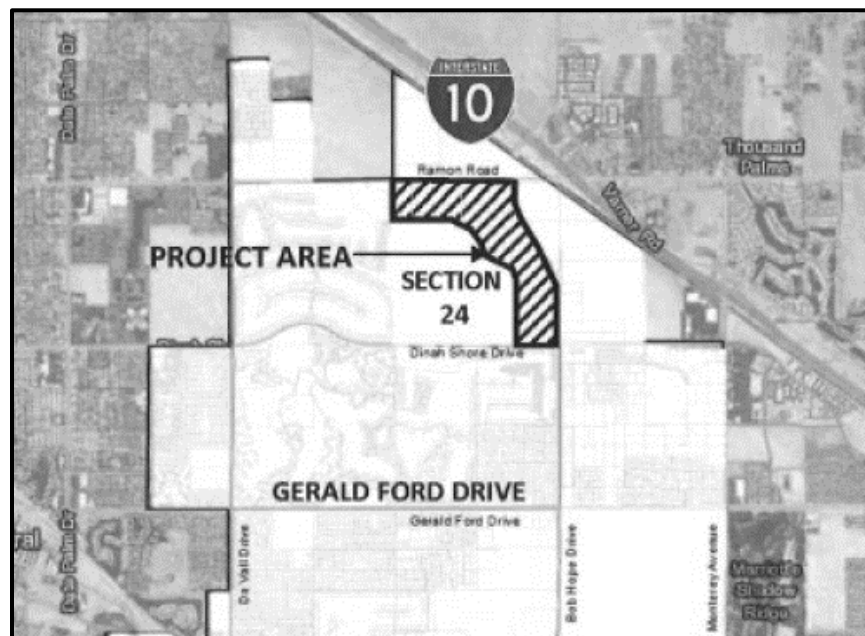 Date Palm Dr
INTERSTATE
10
Thousand
Palms
Ramon Road
Varner Rd
PROJECT AREA
SECTION
24
Dinah Shore Drive
GERALD FORD DRIVE
Gerald Ford Drive
ral
Date Palm Dr
Da Vall Drive
Bob Hope Drive
Monterey Avenue
Marriott's
Shadow
Ridge